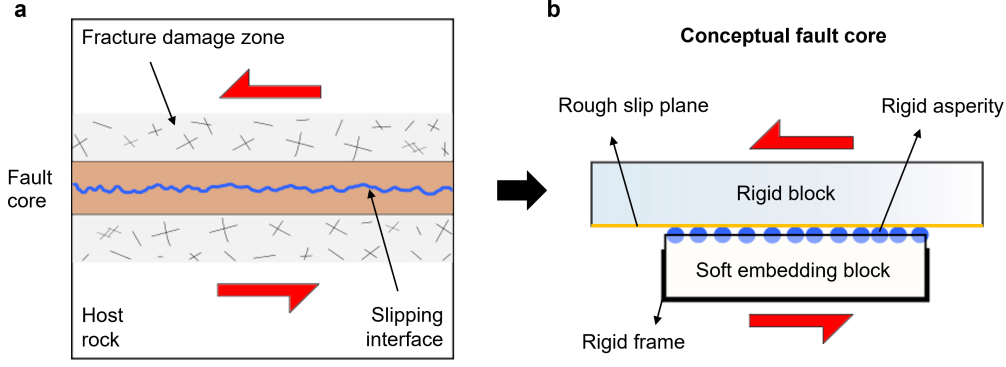 a
Fracture damage zone
Fault
core
Host
rock
Slipping
interface
b
Conceptual fault core
Rough slip plane
Rigid asperity
Rigid block
Soft embedding block
Rigid frame